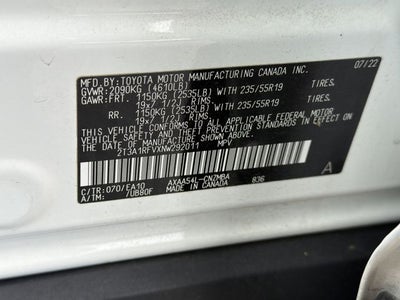 MFD. BY: TOYOTA MOTOR MANUFACTURING CANADA INC. 07/22
GVWR: 2090KG (4610LB)
GAWR: FRT. 1150KG (2535LB) WITH 235/55R19 TIRES.
19x7 1/2J RIMS
RR. 1150KG (2535LB) WITH 235/55R19 TIRES.
19x7 1/2J RIMS
THIS VEHICLE CONFORMS TO ALL APPLICABLE FEDERAL MOTOR
VEHICLE SAFETY AND THEFT PREVENTION STANDARDS IN EFFECT ON
THE DATE OF MANUFACTURE SHOWN ABOVE.
2T3A1RFVXNW292011 MPV
C/TR: 070/EA10 AXAA54L-CNZMBA 836 A
A/TM: 7UB80F MADE IN CANADA